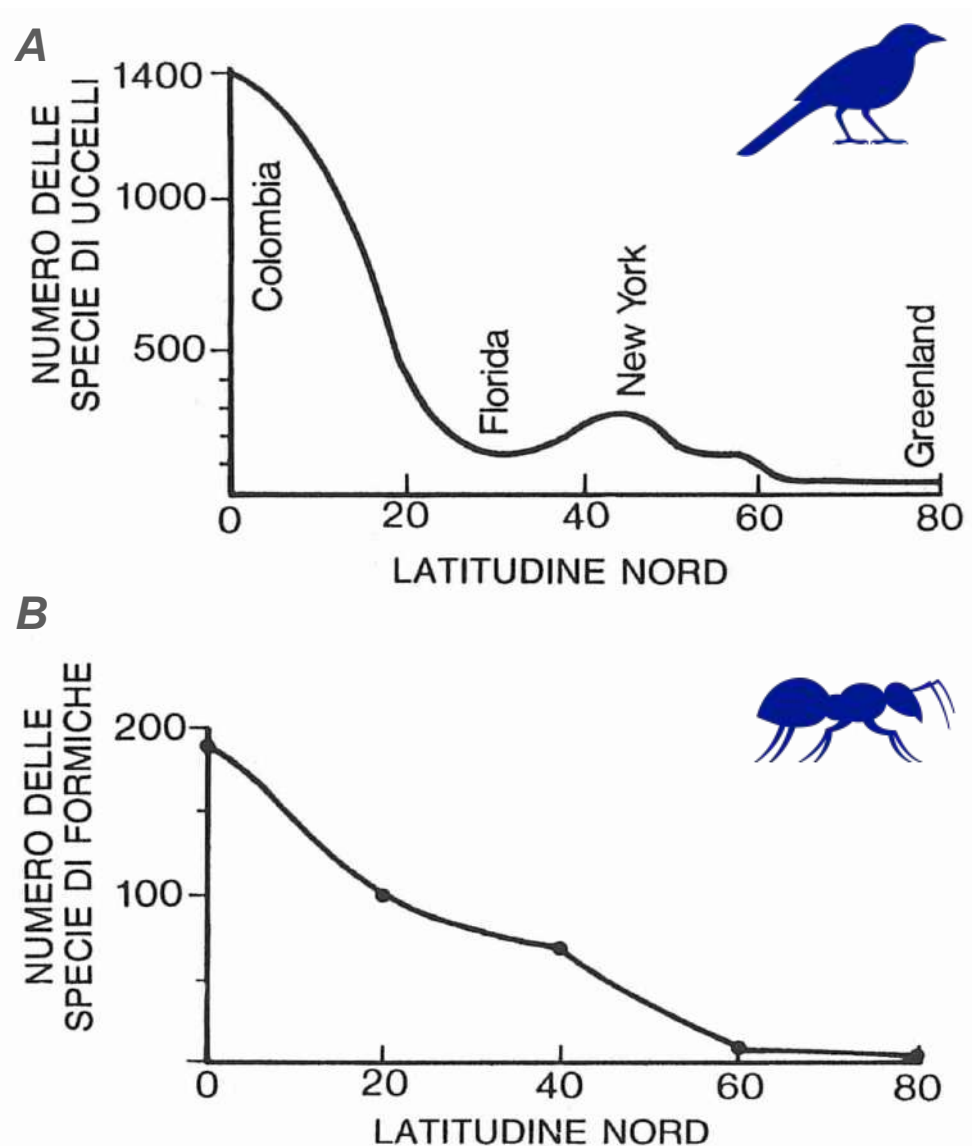 A
NUMERO DELLE
SPECIE DI UCCELLI
1400
1000
500
Colombia
Florida
New York
Greenland
0 20 40 60 80
LATITUDINE NORD
B
NUMERO DELLE
SPECIE DI FORMICHE
200
100
0 20 40 60 80
LATITUDINE NORD